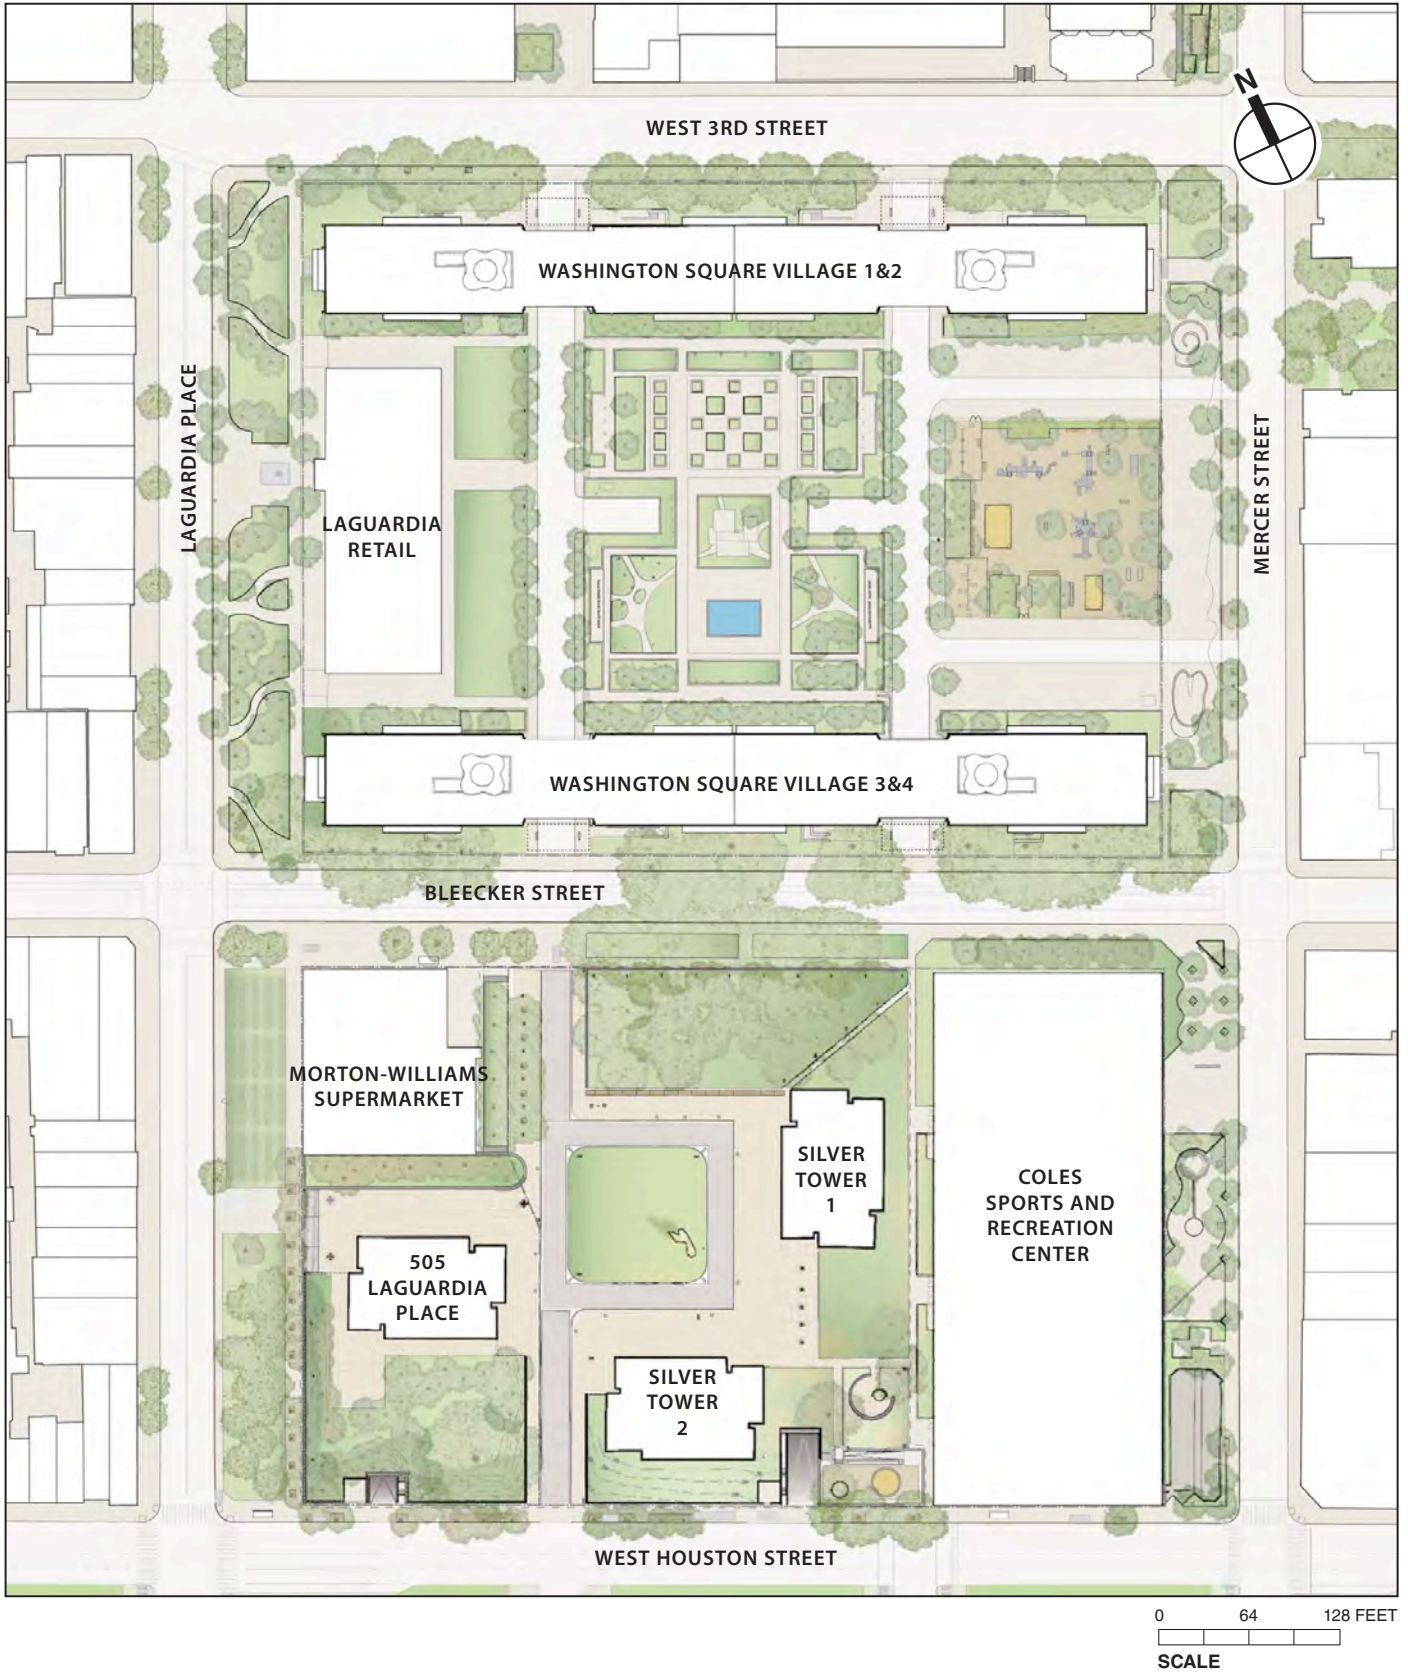 N
WEST 3RD STREET
WASHINGTON SQUARE VILLAGE 1&2
LAGUARDIA PLACE
MERCER STREET
LAGUARDIA
RETAIL
WASHINGTON SQUARE VILLAGE 3&4
BLEECKER STREET
MORTON-WILLIAMS
SUPERMARKET
SILVER
TOWER
1
COLES
SPORTS AND
RECREATION
CENTER
505
LAGUARDIA
PLACE
SILVER
TOWER
2
WEST HOUSTON STREET
0 64 128 FEET
SCALE